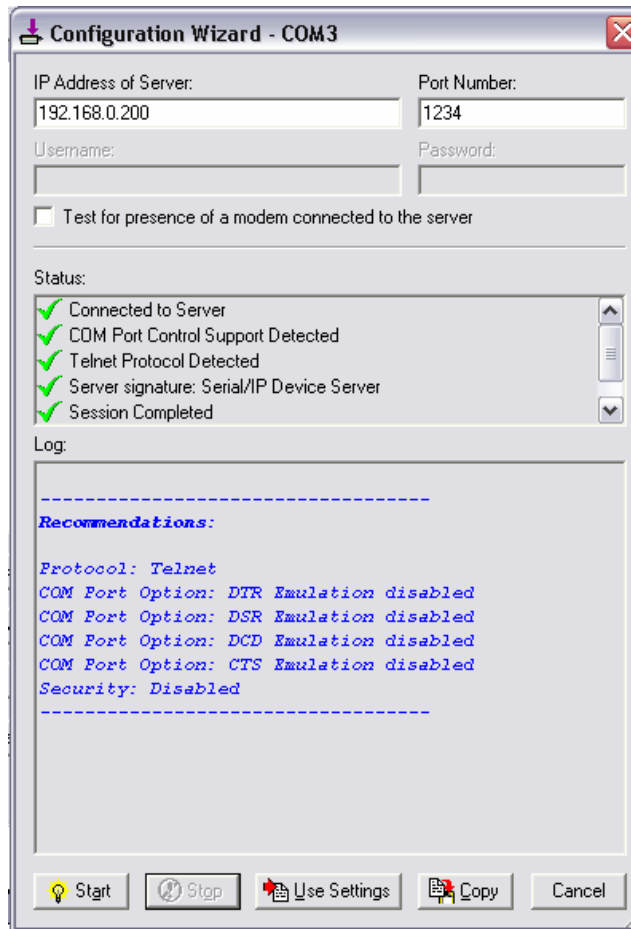 Configuration Wizard - COM3
IP Address of Server: Port Number:
192.168.0.200 1234
Username: Password:
Test for presence of a modem connected to the server
Status:
Connected to Server
COM Port Control Support Detected
Telnet Protocol Detected
Server signature: Serial/IP Device Server
Session Completed
Log:
-----------------------------------
Recommendations:
Protocol: Telnet
COM Port Option: DTR Emulation disabled
COM Port Option: DSR Emulation disabled
COM Port Option: DCD Emulation disabled
COM Port Option: CTS Emulation disabled
Security: Disabled
-----------------------------------
Start Stop Use Settings Copy Cancel